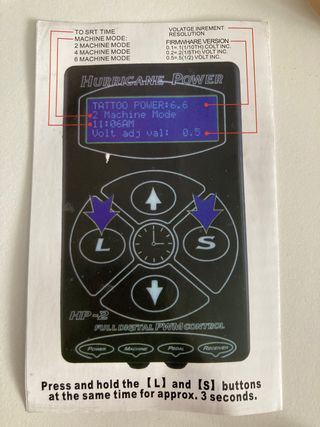 TO SRT TIME
MACHINE MODE:
2 MACHINE MODE
4 MACHINE MODE
6 MACHINE MODE
VOLATGE INREMENT
RESOLUTION
FIRMWHARE VERSION
0.1=.1(1/10TH) COLT INC.
0.2=.2(1/5TH) VOLT INC.
0.5=.5(1/2) VOLT INC.
HURRICANE POWER
TATTOO POWER:6.6
2 Machine Mode
11:06AM
Volt adj val: 0.5
L
S
HP-2
FULL DIGITAL PWM CONTROL
POWER MACHINE PEDAL RECEIVER
Press and hold the 【L】 and 【S】 buttons
at the same time for approx. 3 seconds.